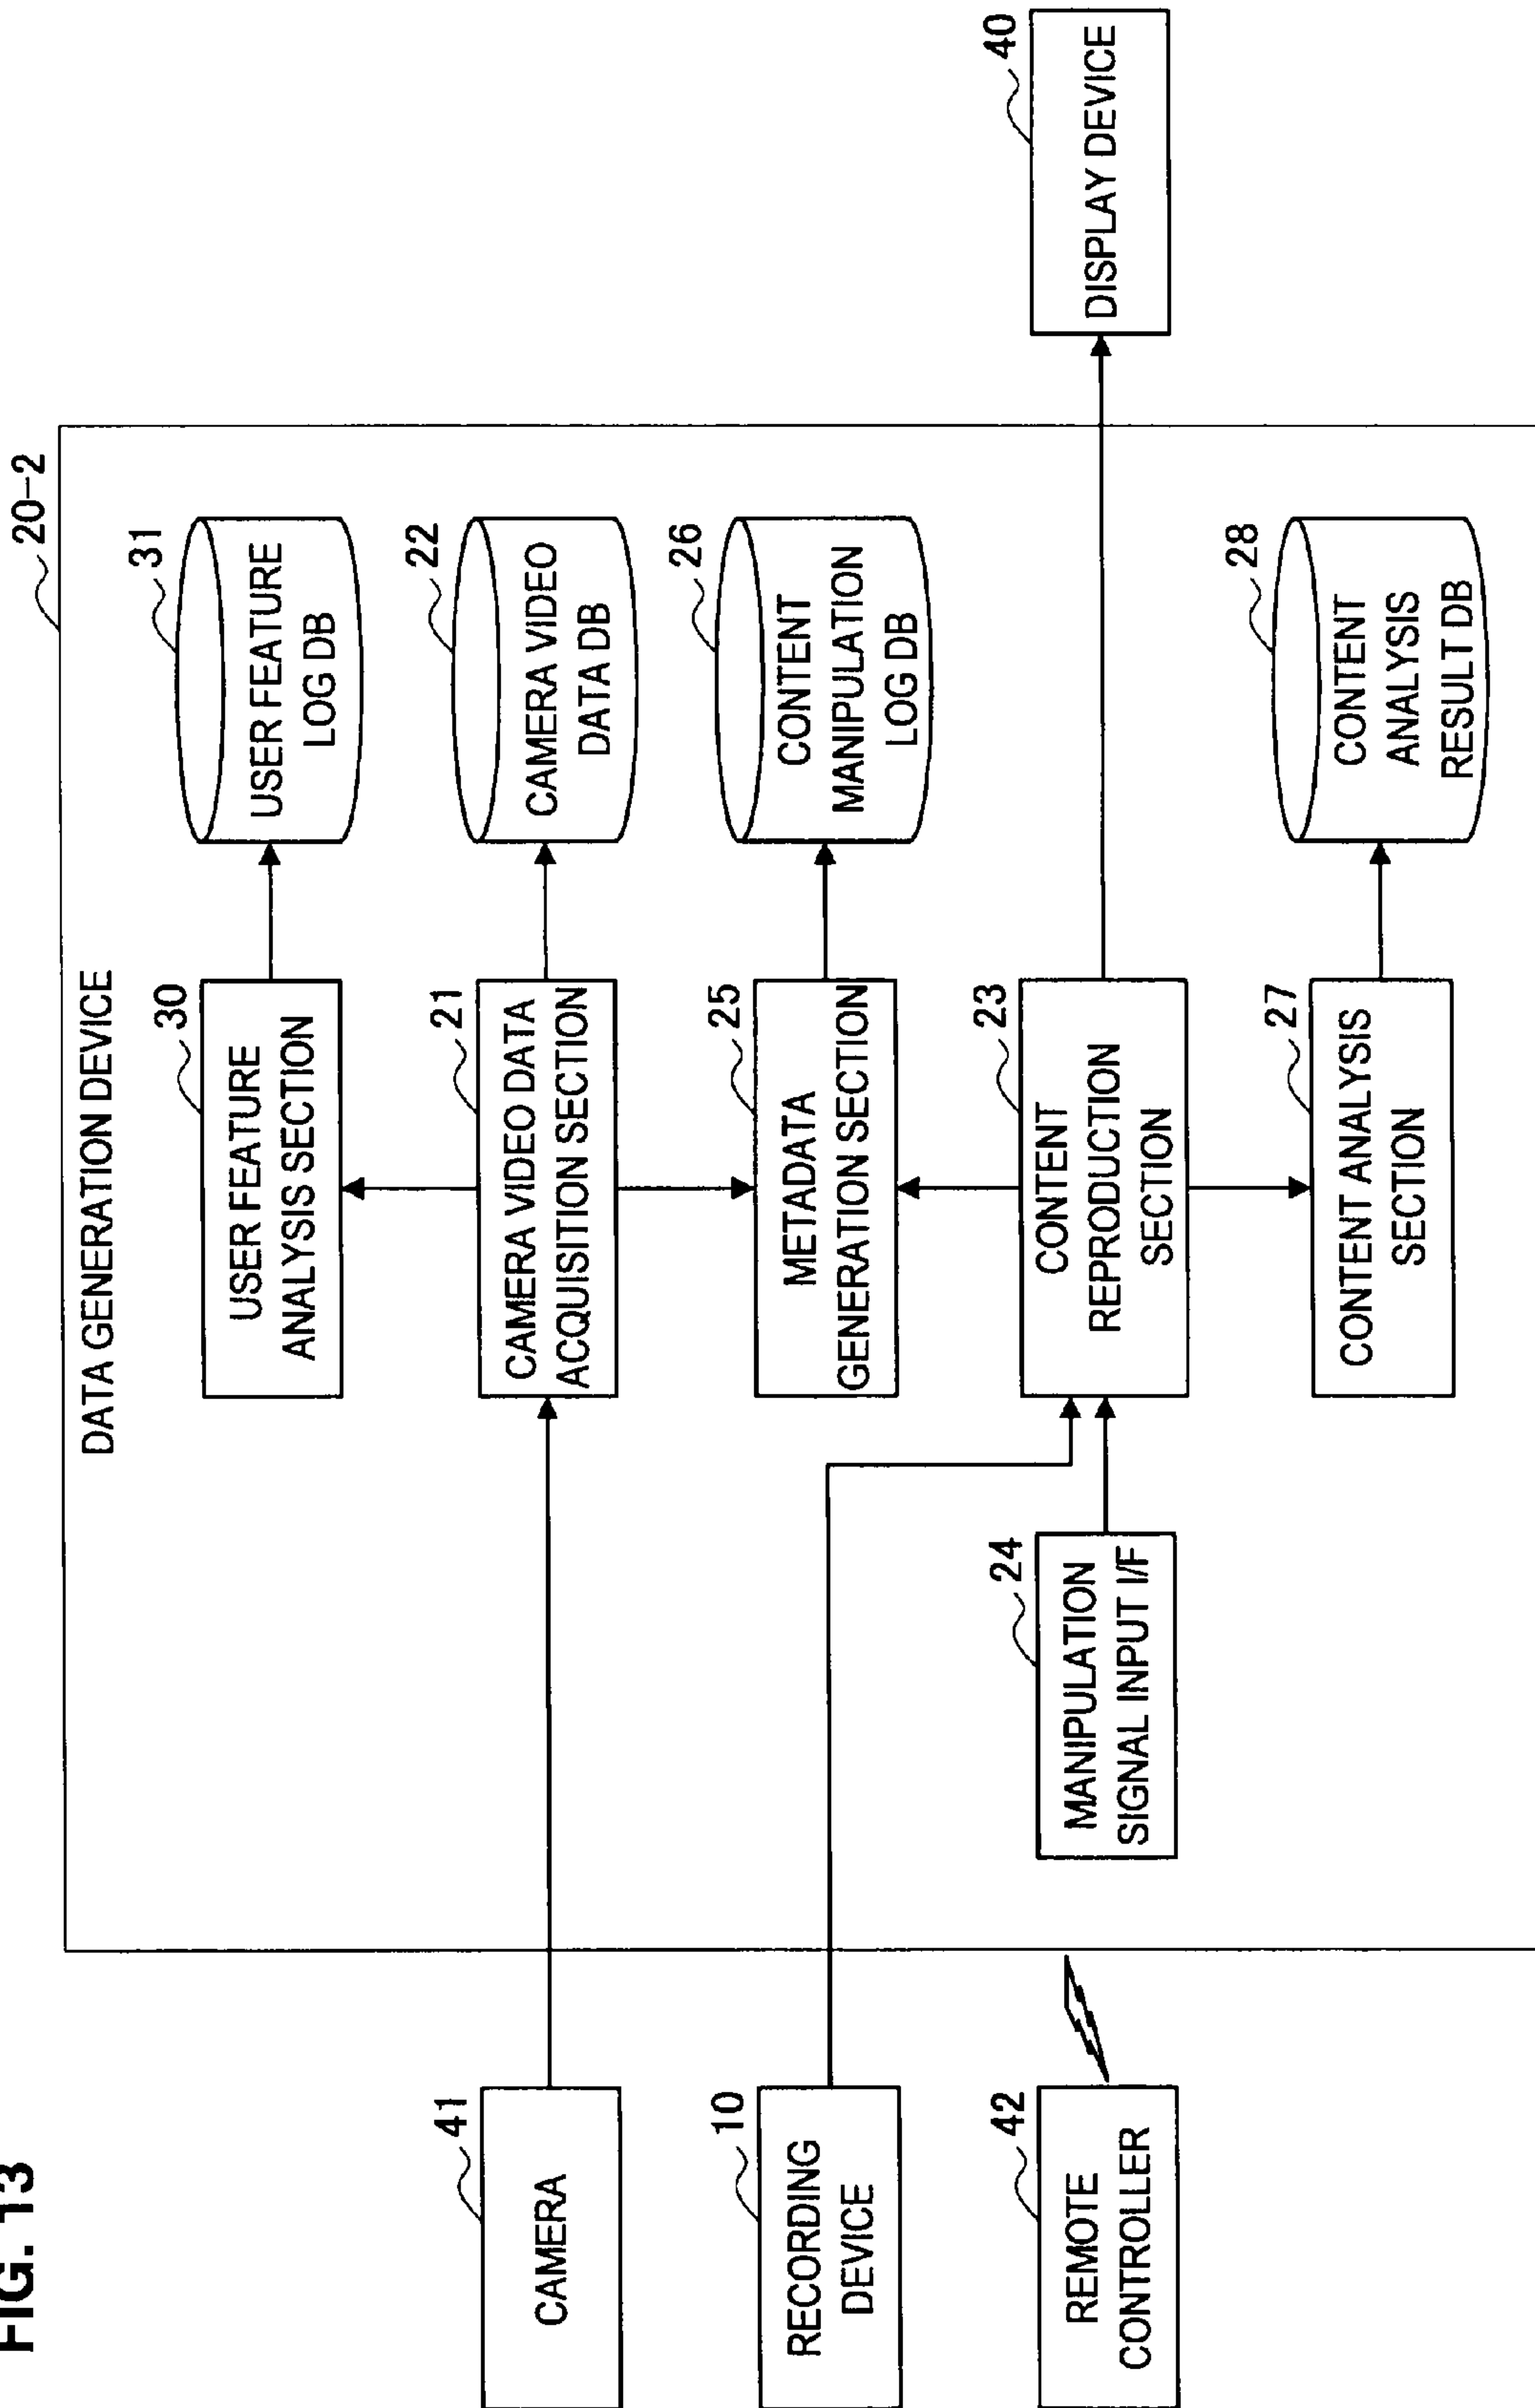 FIG. 13
20-2
DATA GENERATION DEVICE
30
USER FEATURE
ANALYSIS SECTION
31
USER FEATURE
LOG DB
41
CAMERA
21
CAMERA VIDEO DATA
ACQUISITION SECTION
22
CAMERA VIDEO
DATA DB
10
RECORDING
DEVICE
25
METADATA
GENERATION SECTION
26
CONTENT
MANIPULATION
LOG DB
42
REMOTE
CONTROLLER
24
MANIPULATION
SIGNAL INPUT I/F
23
CONTENT
REPRODUCTION
SECTION
40
DISPLAY DEVICE
27
CONTENT ANALYSIS
SECTION
28
CONTENT
ANALYSIS
RESULT DB